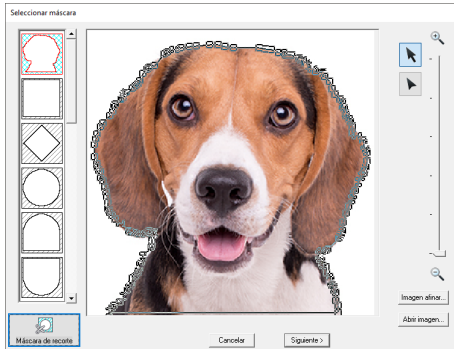 Seleccionar máscara
Imagen afinar...
Abrir imagen...
Máscara de recorte
Cancelar
Siguiente >